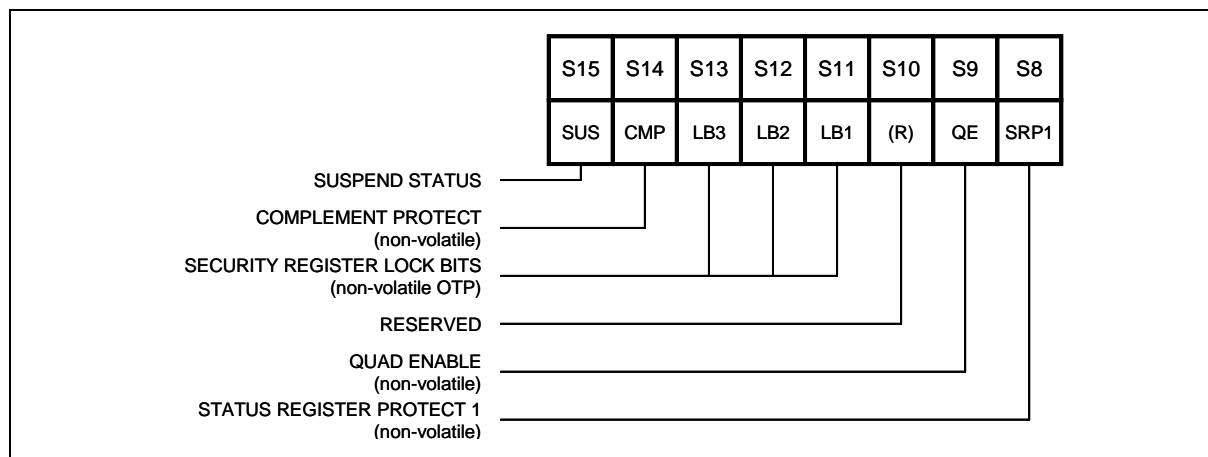 S15 S14 S13 S12 S11 S10 S9 S8
SUS CMP LB3 LB2 LB1 (R) QE SRP1
SUSPEND STATUS
COMPLEMENT PROTECT
(non-volatile)
SECURITY REGISTER LOCK BITS
(non-volatile OTP)
RESERVED
QUAD ENABLE
(non-volatile)
STATUS REGISTER PROTECT 1
(non-volatile)